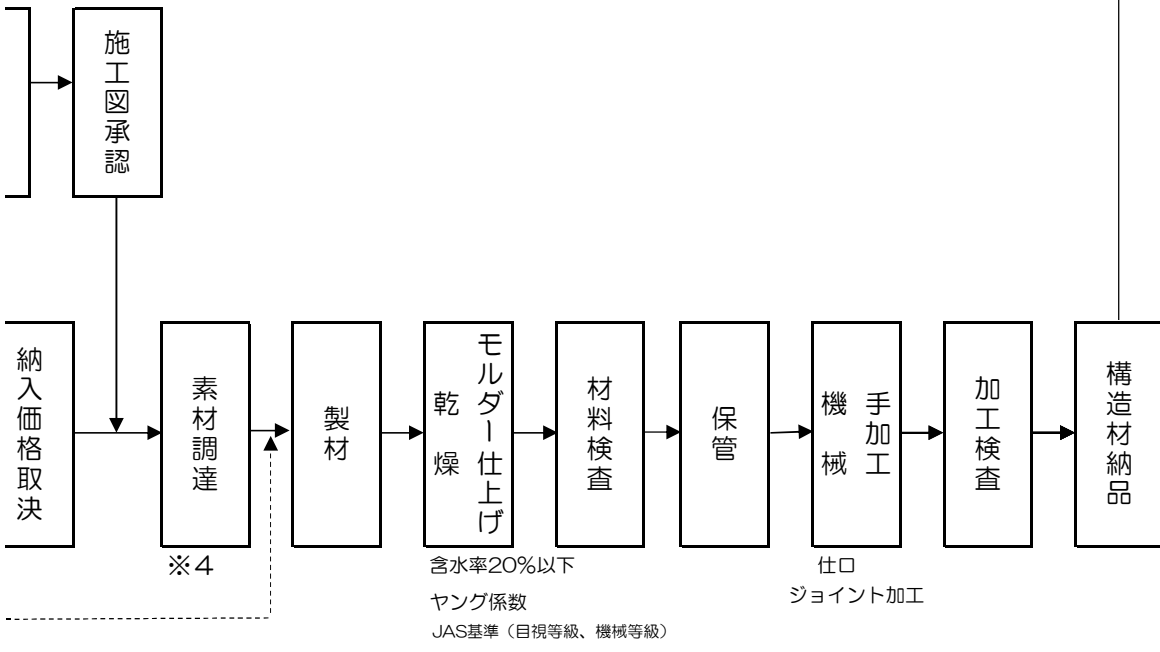 施工図承認
納入価格取決
素材調達
製材
モルダー仕上げ
乾燥
材料検査
保管
手加工
機械
加工検査
構造材納品
※4
含水率20%以下
ヤング係数
JAS基準（目視等級、機械等級）
仕口
ジョイント加工